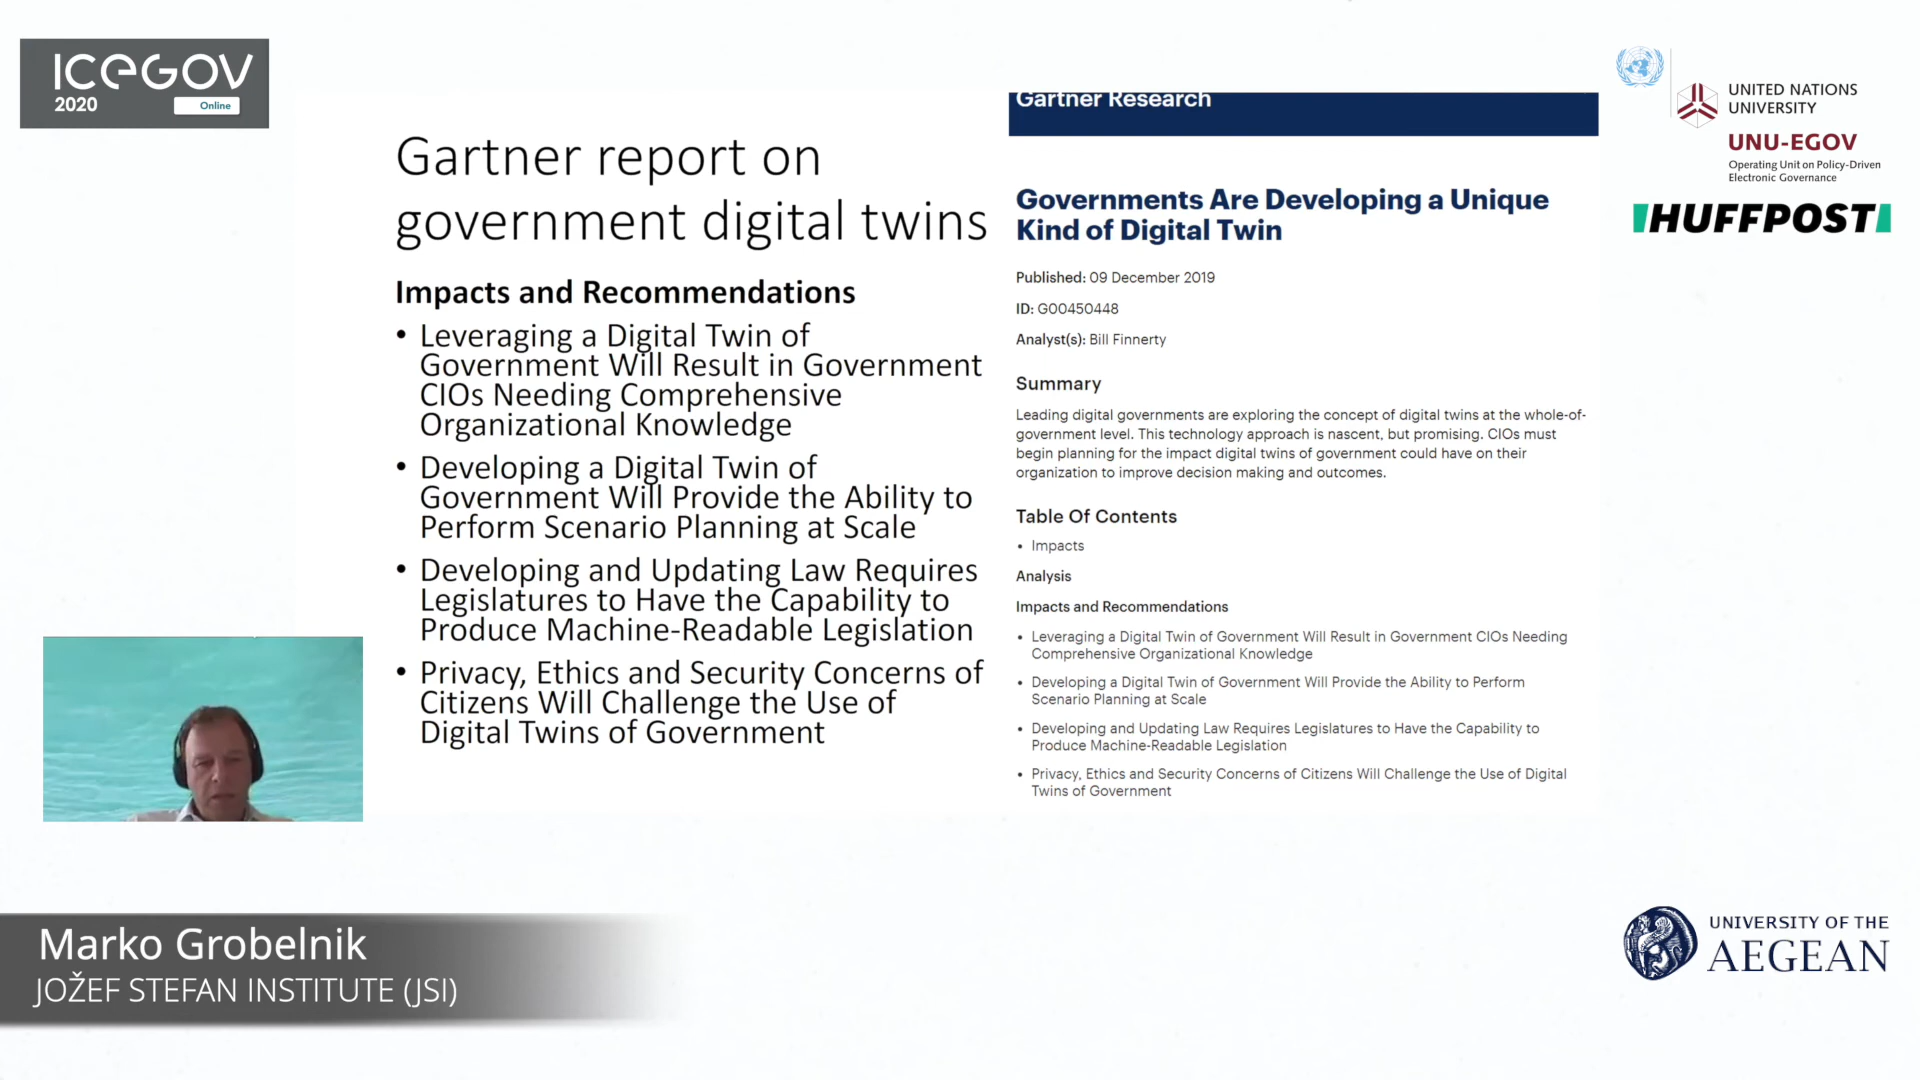 ICEGOV
2020
Online
Gartner report on
government digital twins
Impacts and Recommendations
• Leveraging a Digital Twin of
Government Will Result in Government
CIOs Needing Comprehensive
Organizational Knowledge
• Developing a Digital Twin of
Government Will Provide the Ability to
Perform Scenario Planning at Scale
• Developing and Updating Law Requires
Legislatures to Have the Capability to
Produce Machine-Readable Legislation
• Privacy, Ethics and Security Concerns of
Citizens Will Challenge the Use of
Digital Twins of Government
Gartner Research
Governments Are Developing a Unique
Kind of Digital Twin
Published: 09 December 2019
ID: G00450448
Analyst(s): Bill Finnerty
Summary
Leading digital governments are exploring the concept of digital twins at the whole-of-
government level. This technology approach is nascent, but promising. CIOs must
begin planning for the impact digital twins of government could have on their
organization to improve decision making and outcomes.
Table Of Contents
• Impacts
Analysis
Impacts and Recommendations
• Leveraging a Digital Twin of Government Will Result in Government CIOs Needing
Comprehensive Organizational Knowledge
• Developing a Digital Twin of Government Will Provide the Ability to Perform
Scenario Planning at Scale
• Developing and Updating Law Requires Legislatures to Have the Capability to
Produce Machine-Readable Legislation
• Privacy, Ethics and Security Concerns of Citizens Will Challenge the Use of Digital
Twins of Government
UNITED NATIONS
UNIVERSITY
UNU-EGOV
Operating Unit on Policy-Driven
Electronic Governance
HUFFPOST
Marko Grobelnik
JOŽEF STEFAN INSTITUTE (JSI)
UNIVERSITY OF THE
AEGEAN